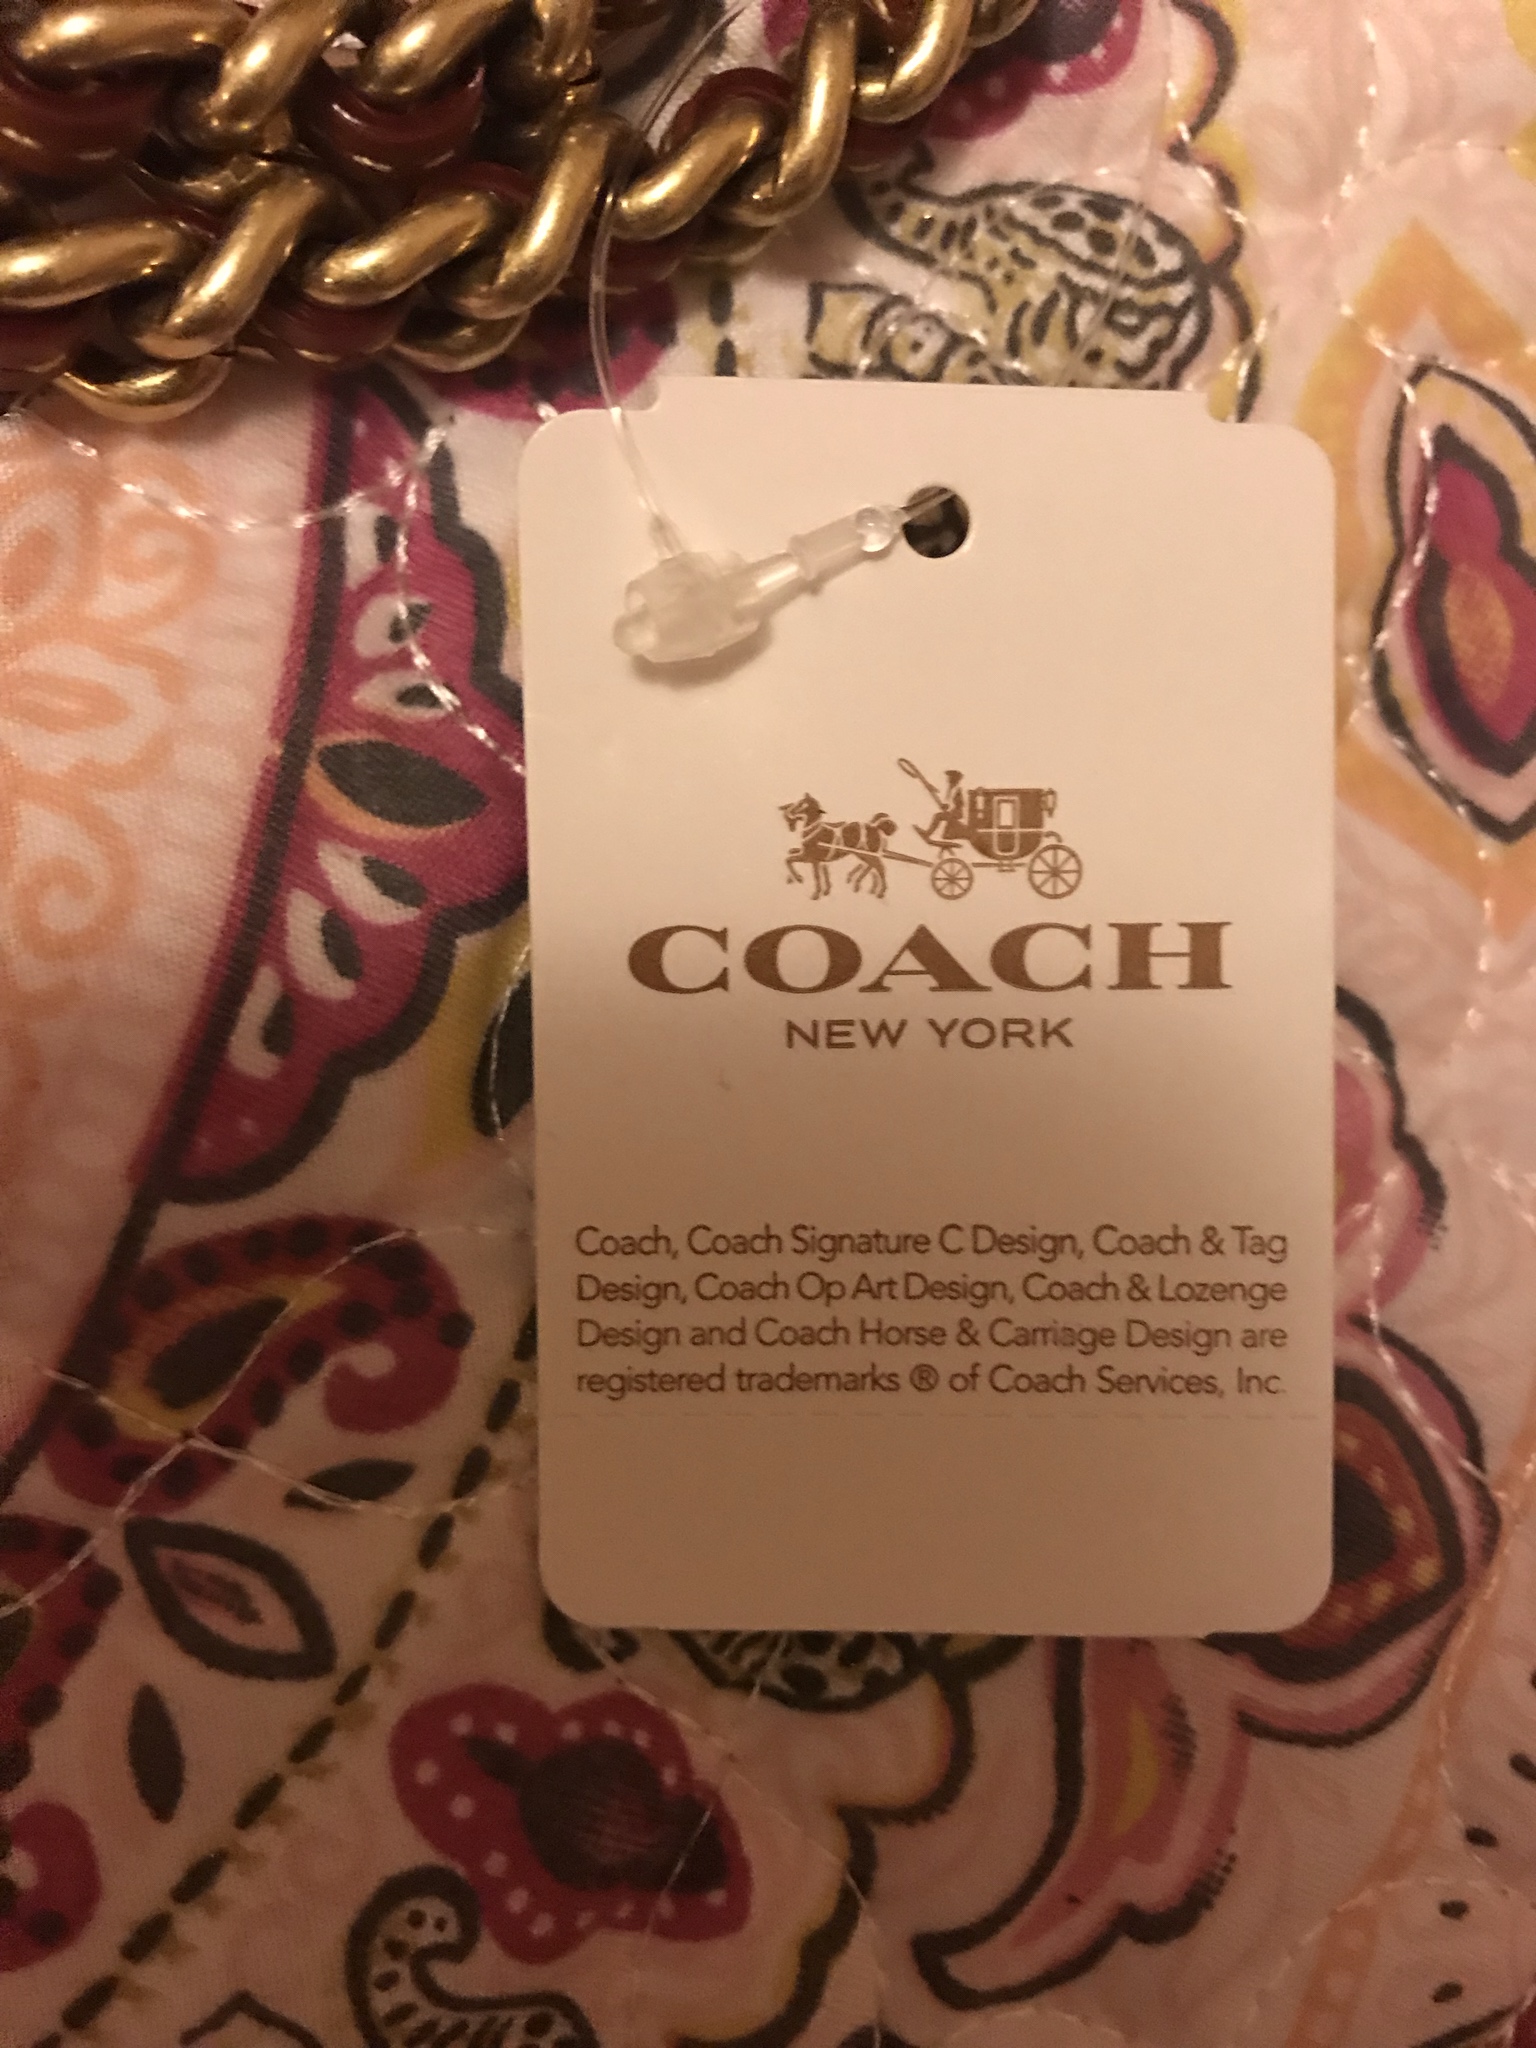 COACH
NEW YORK
Coach, Coach Signature C Design, Coach & Tag
Design, Coach Op Art Design, Coach & Lozenge
Design and Coach Horse & Carriage Design are
registered trademarks ® of Coach Services, Inc.